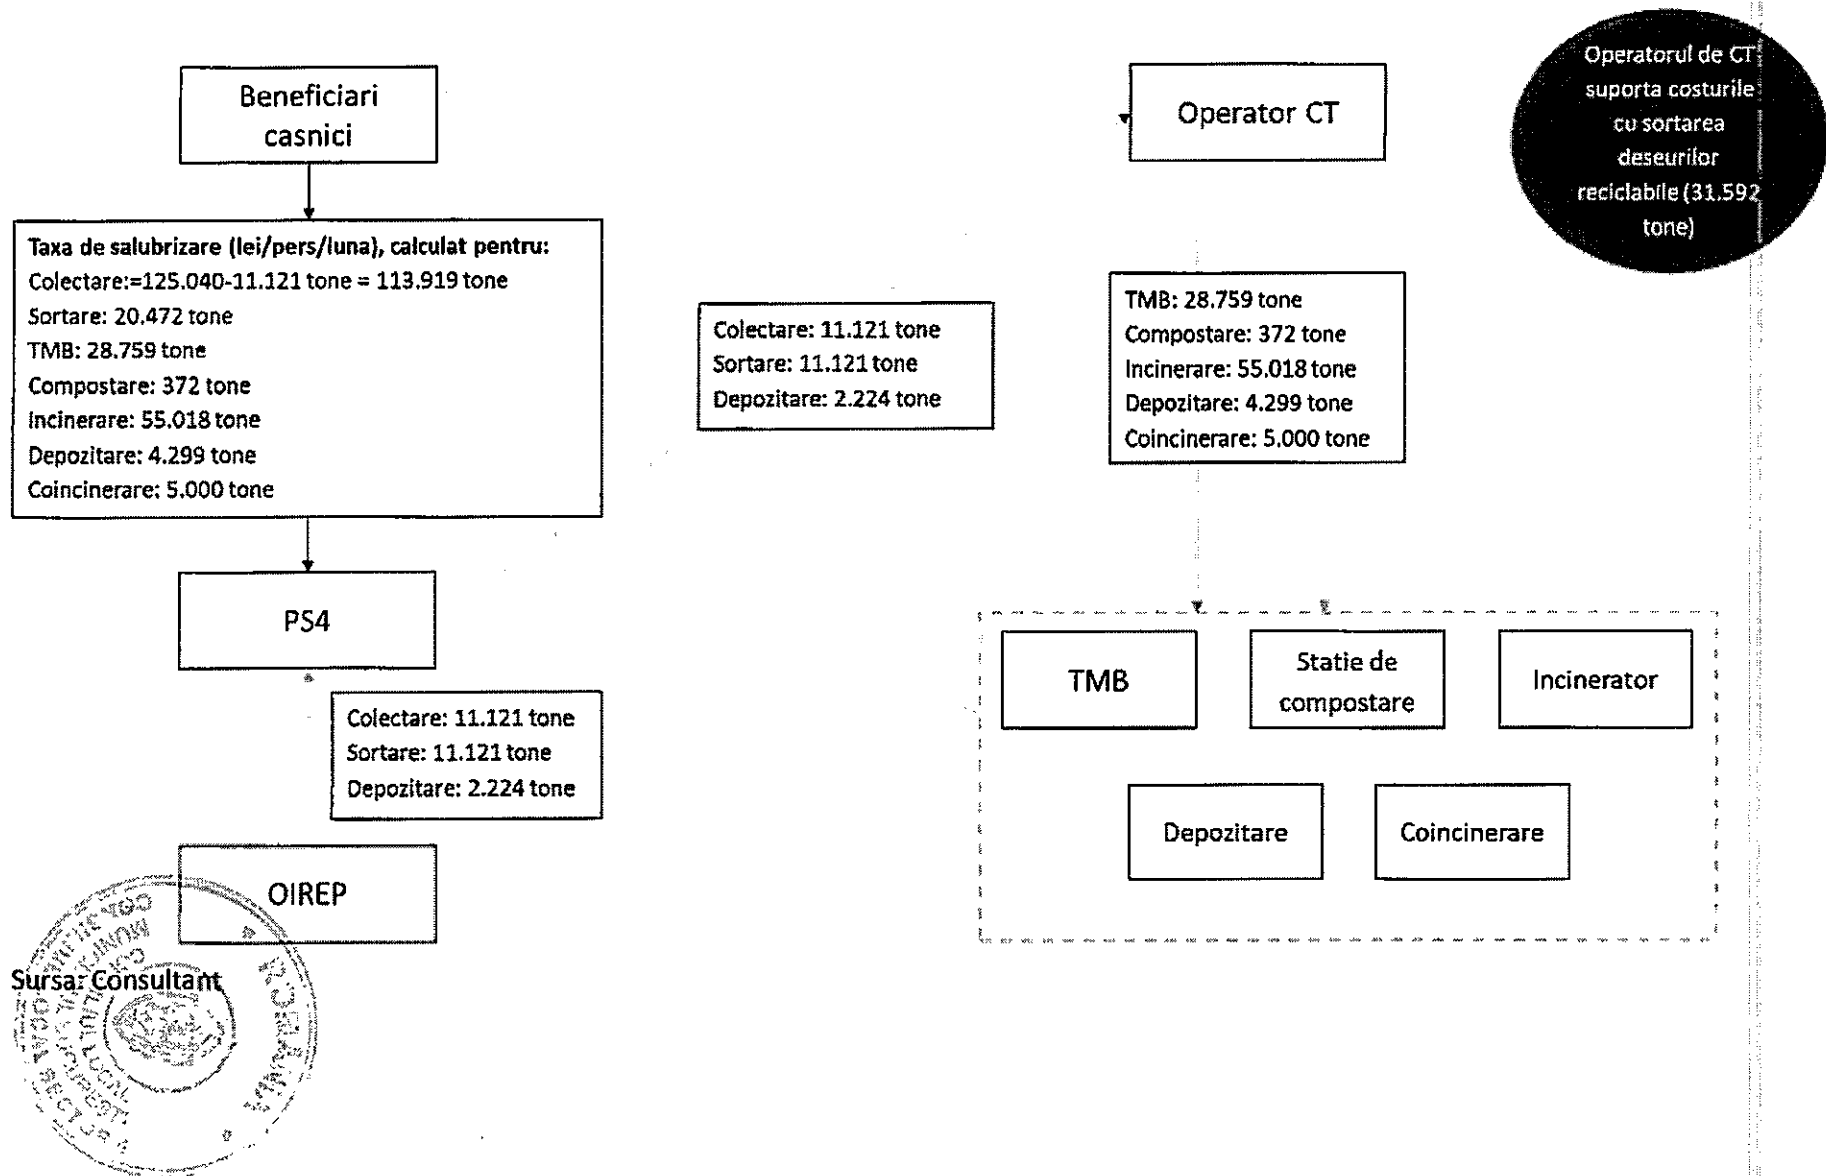 Beneficiari
casnici
Taxa de salubrizare (lei/pers/luna), calculat pentru:
Colectare:=125.040-11.121 tone = 113.919 tone
Sortare: 20.472 tone
TMB: 28.759 tone
Compostare: 372 tone
Incinerare: 55.018 tone
Depozitare: 4.299 tone
Coincinerare: 5.000 tone
PS4
Colectare: 11.121 tone
Sortare: 11.121 tone
Depozitare: 2.224 tone
OIREP
Colectare: 11.121 tone
Sortare: 11.121 tone
Depozitare: 2.224 tone
Operator CT
TMB: 28.759 tone
Compostare: 372 tone
Incinerare: 55.018 tone
Depozitare: 4.299 tone
Coincinerare: 5.000 tone
Operatorul de CT
suporta costurile
cu sortarea
deseurilor
reciclabile (31.592
tone)
TMB
Statie de
compostare
Incinerator
Depozitare
Coincinerare
Sursa: Consultant